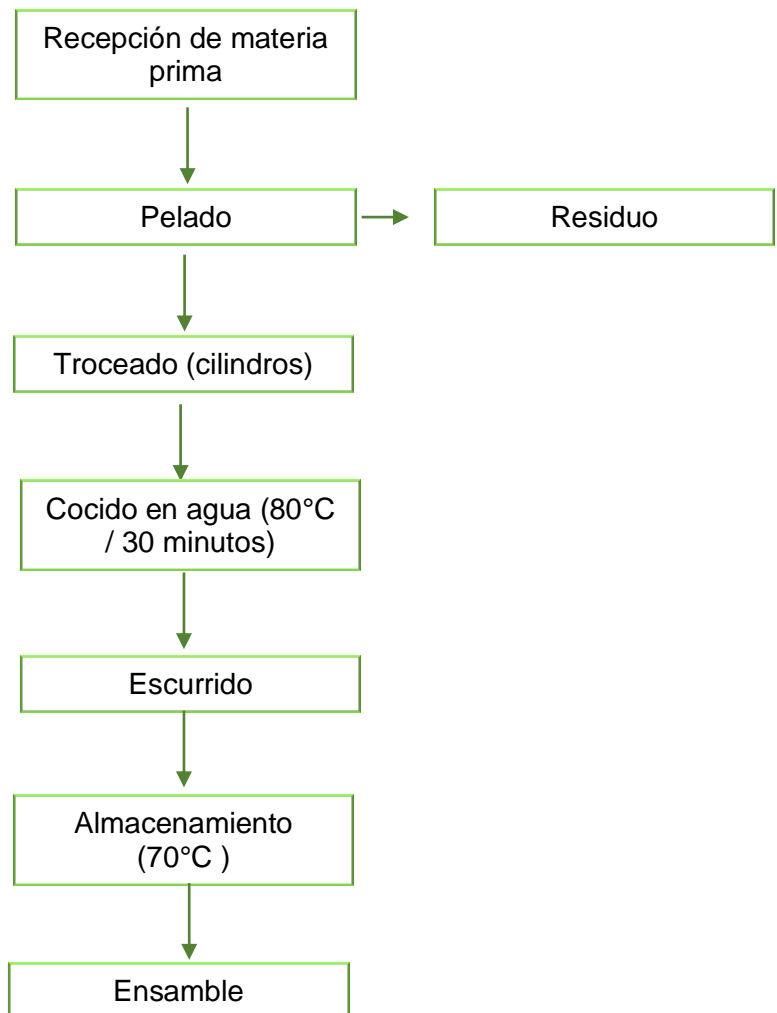 Recepción de materia
prima
Pelado
Residuo
Troceado (cilindros)
Cocido en agua (80°C
/ 30 minutos)
Escurrido
Almacenamiento
(70°C )
Ensamble